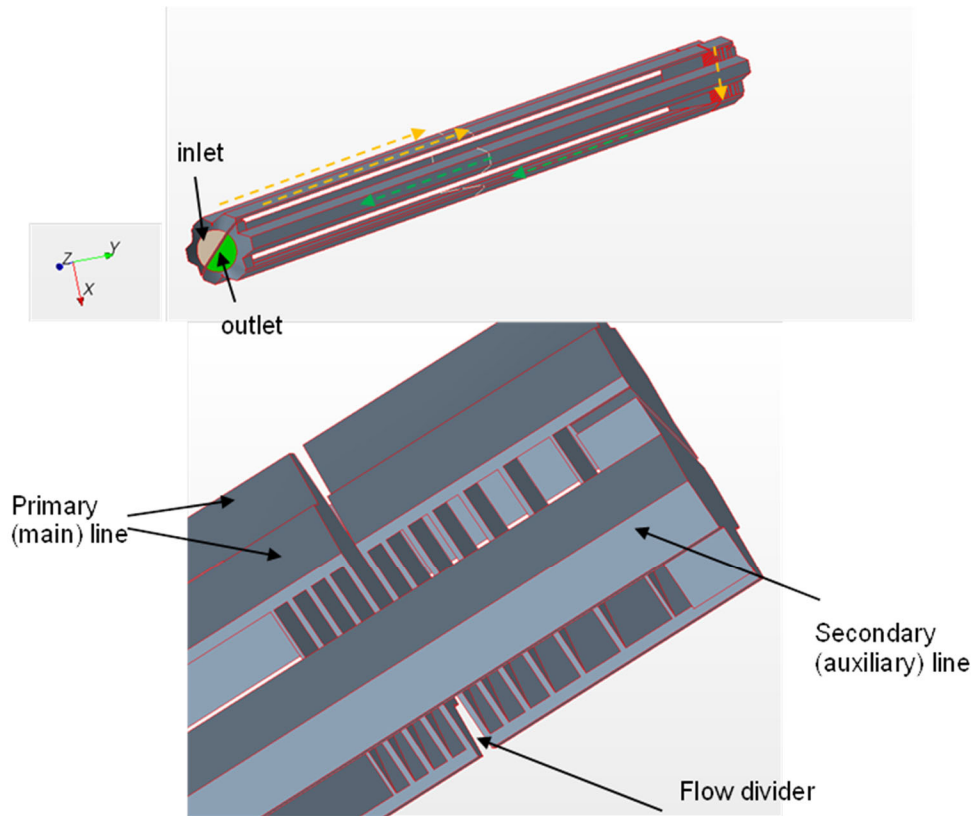 inlet
Z
Y
X
outlet
Primary
(main) line
Secondary
(auxiliary) line
Flow divider